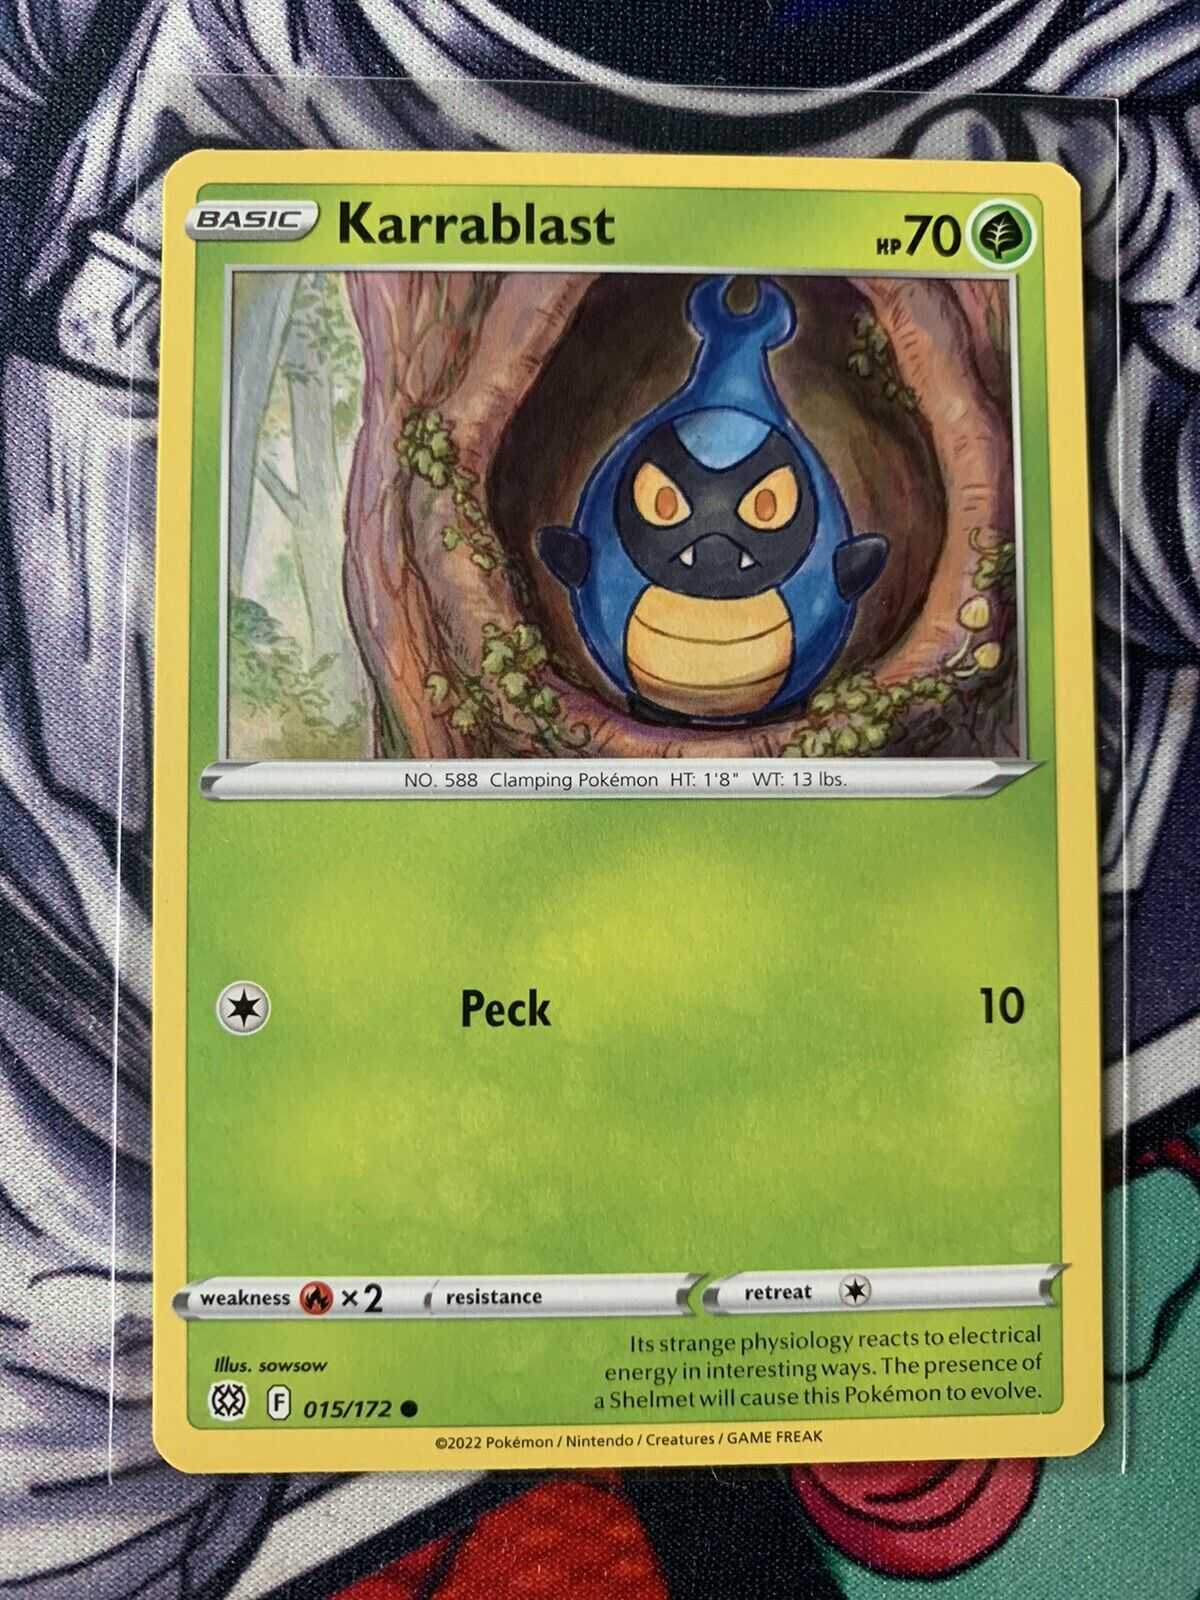 BASIC Karrablast HP 70
NO. 588 Clamping Pokémon HT: 1'8" WT: 13 lbs.
Peck 10
weakness ×2 resistance retreat
Illus. sowsow
Its strange physiology reacts to electrical
energy in interesting ways. The presence of
a Shelmet will cause this Pokémon to evolve.
F 015/172
©2022 Pokémon / Nintendo / Creatures / GAME FREAK